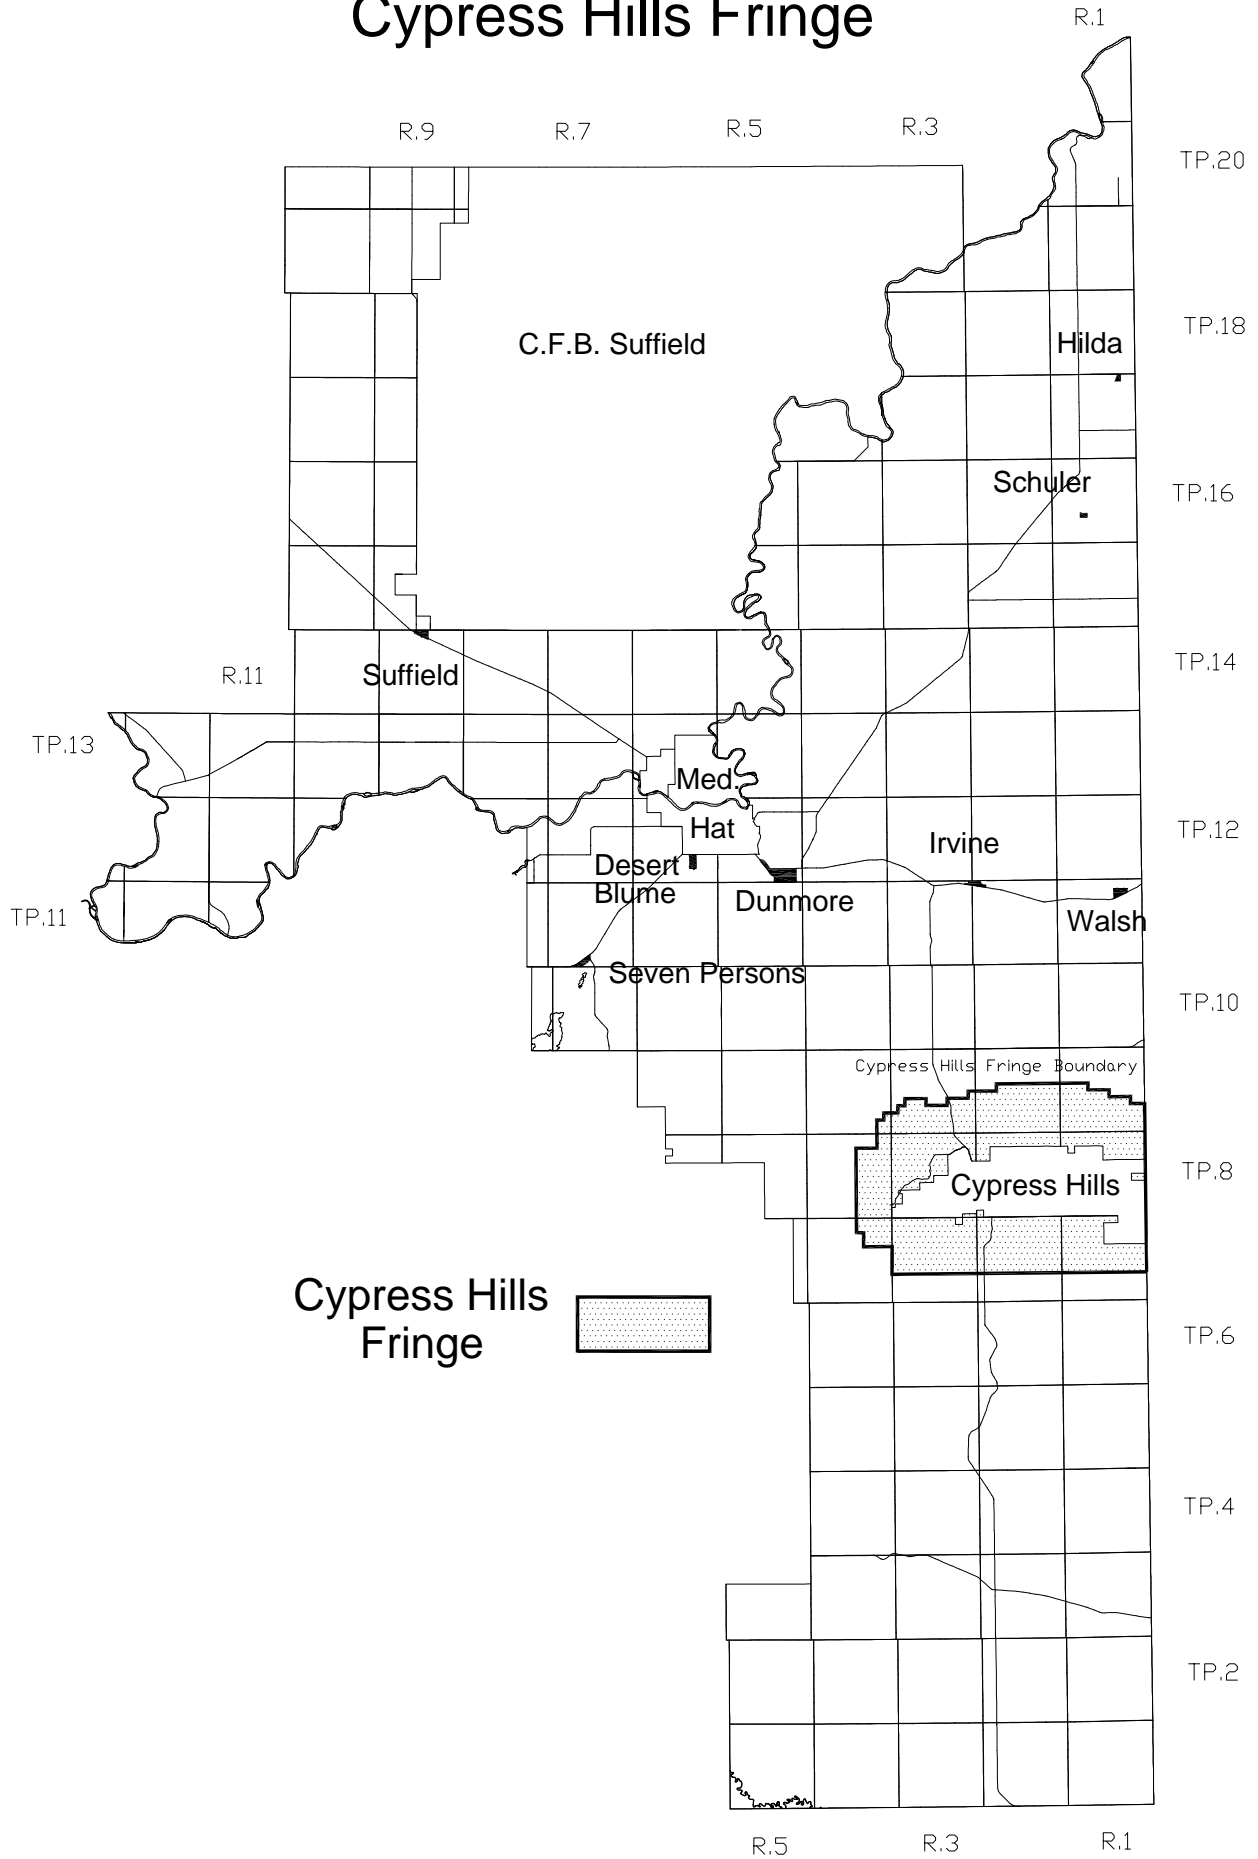 Cypress Hills Fringe
R.1
R.9 R.7 R.5 R.3
TP.20
TP.18
C.F.B. Suffield
Hilda
Schuler
TP.16
TP.14
R.11
Suffield
TP.13
Med.
Hat
TP.12
Irvine
Desert
Blume
Dunmore
TP.11
Walsh
Seven Persons
TP.10
Cypress Hills Fringe Boundary
TP.8
Cypress Hills
Cypress Hills
Fringe
TP.6
TP.4
TP.2
R.5 R.3 R.1